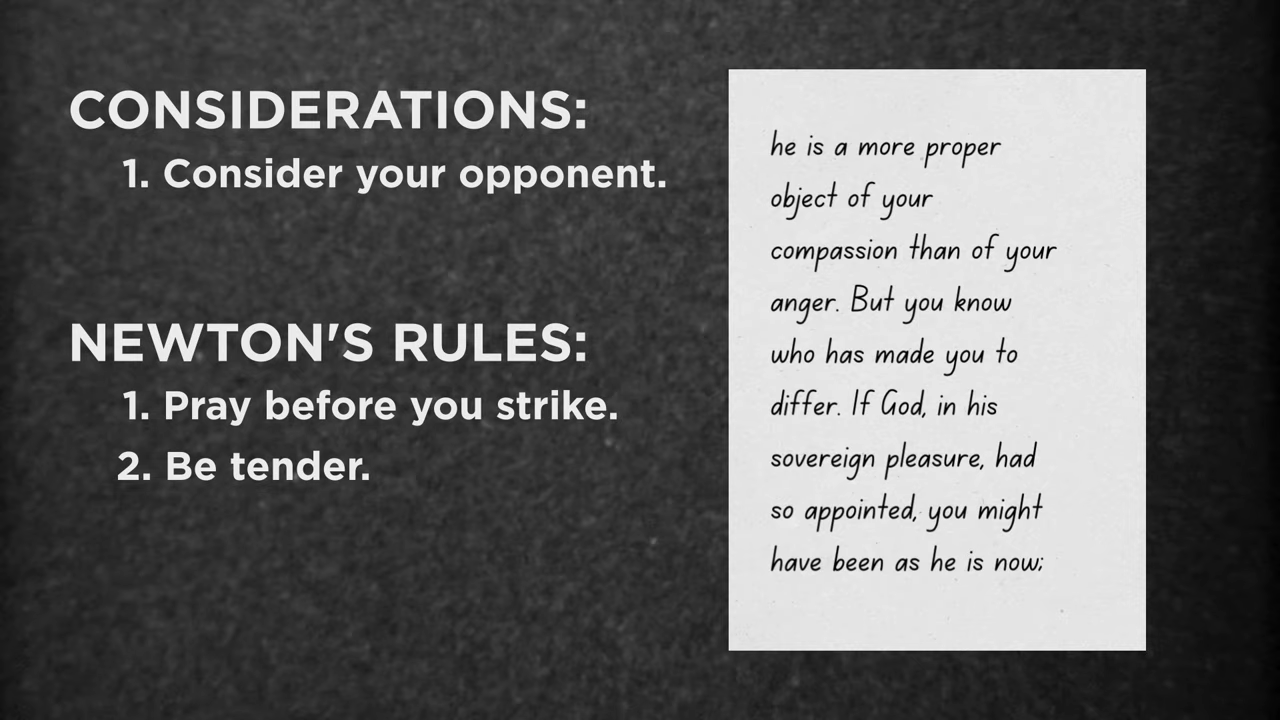 CONSIDERATIONS:
1. Consider your opponent.
NEWTON'S RULES:
1. Pray before you strike.
2. Be tender.
he is a more proper
object of your
compassion than of your
anger. But you know
who has made you to
differ. If God, in his
sovereign pleasure, had
so appointed, you might
have been as he is now;